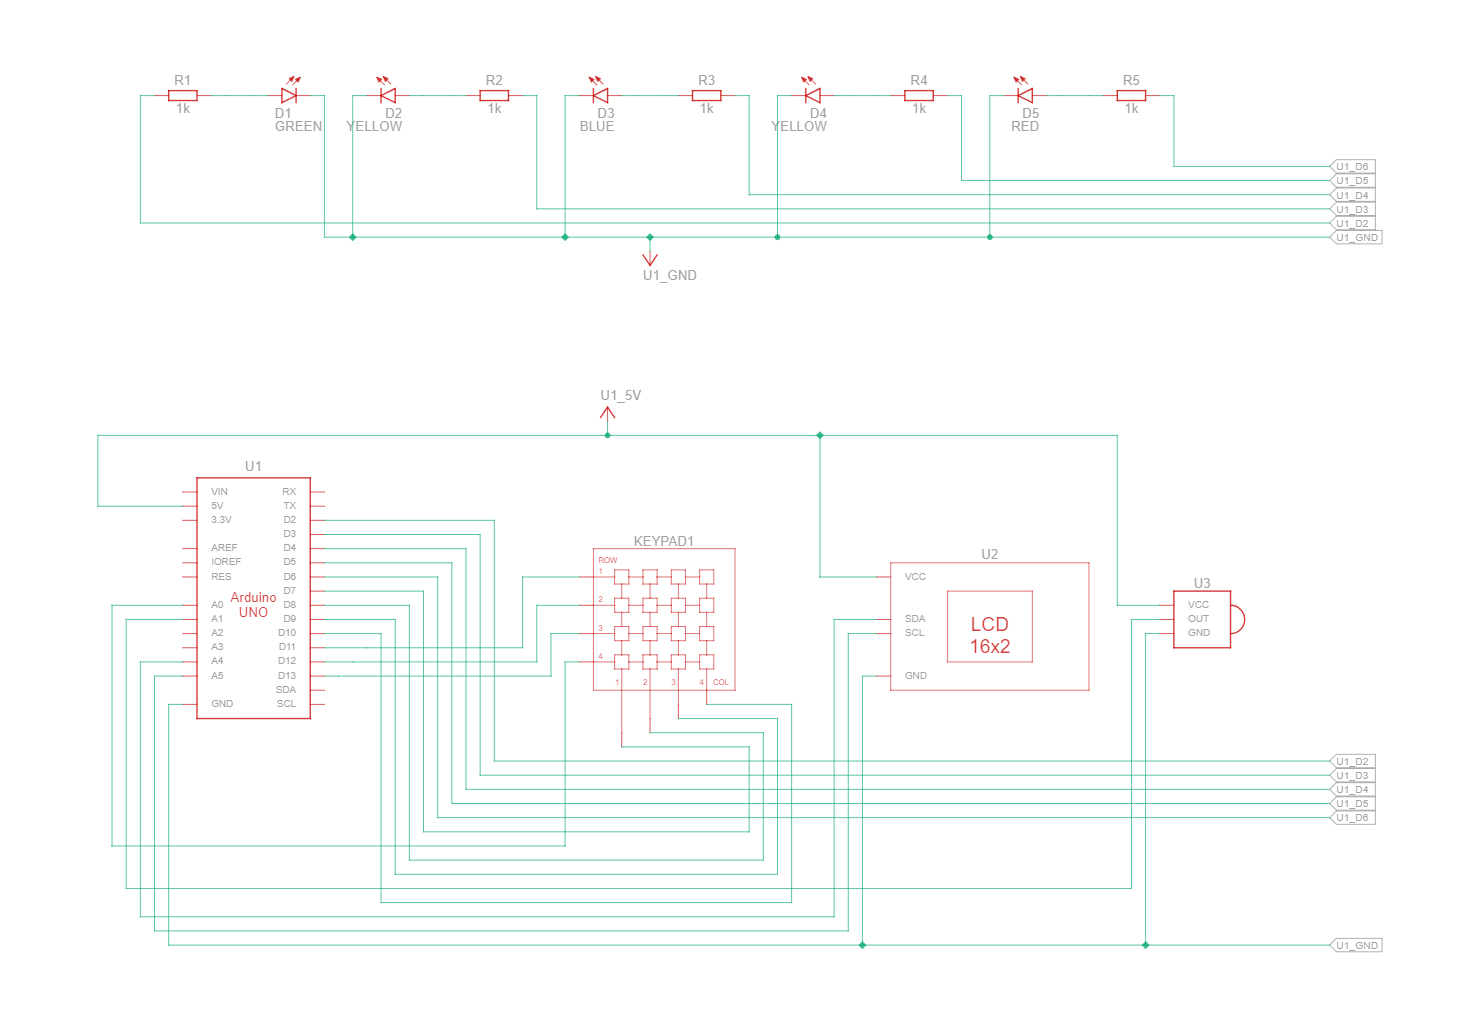 R1
R2
R3
R4
R5
1k
1k
1k
1k
1k
D1
D2
D3
D4
D5
GREEN
YELLOW
BLUE
YELLOW
RED
U1_D6
U1_D5
U1_D4
U1_D3
U1_D2
U1_GND
U1_GND
U1_5V
U1
VIN
5V
3.3V
AREF
IOREF
RES
A0
A1
A2
A3
A4
A5
GND
Arduino
UNO
RX
TX
D2
D3
D4
D5
D6
D7
D8
D9
D10
D11
D12
D13
SDA
SCL
KEYPAD1
ROW
1
2
3
4
1 2 3 4 COL
U2
VCC
SDA
SCL
GND
LCD
16x2
U3
VCC
OUT
GND
U1_D2
U1_D3
U1_D4
U1_D5
U1_D6
U1_GND